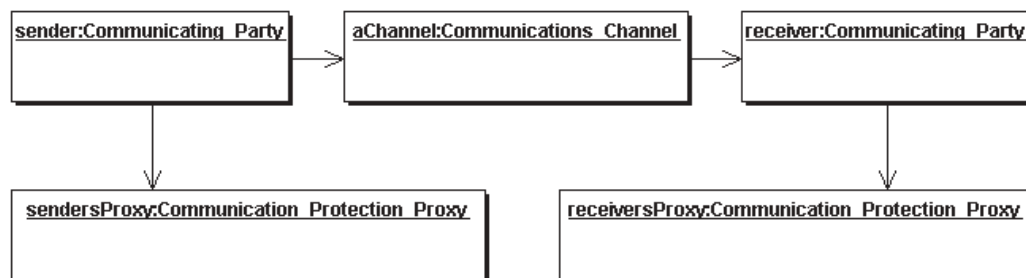 sender:Communicating_Party
aChannel:Communications_Channel
receiver:Communicating_Party
sendersProxy:Communication_Protection_Proxy
receiversProxy:Communication_Protection_Proxy